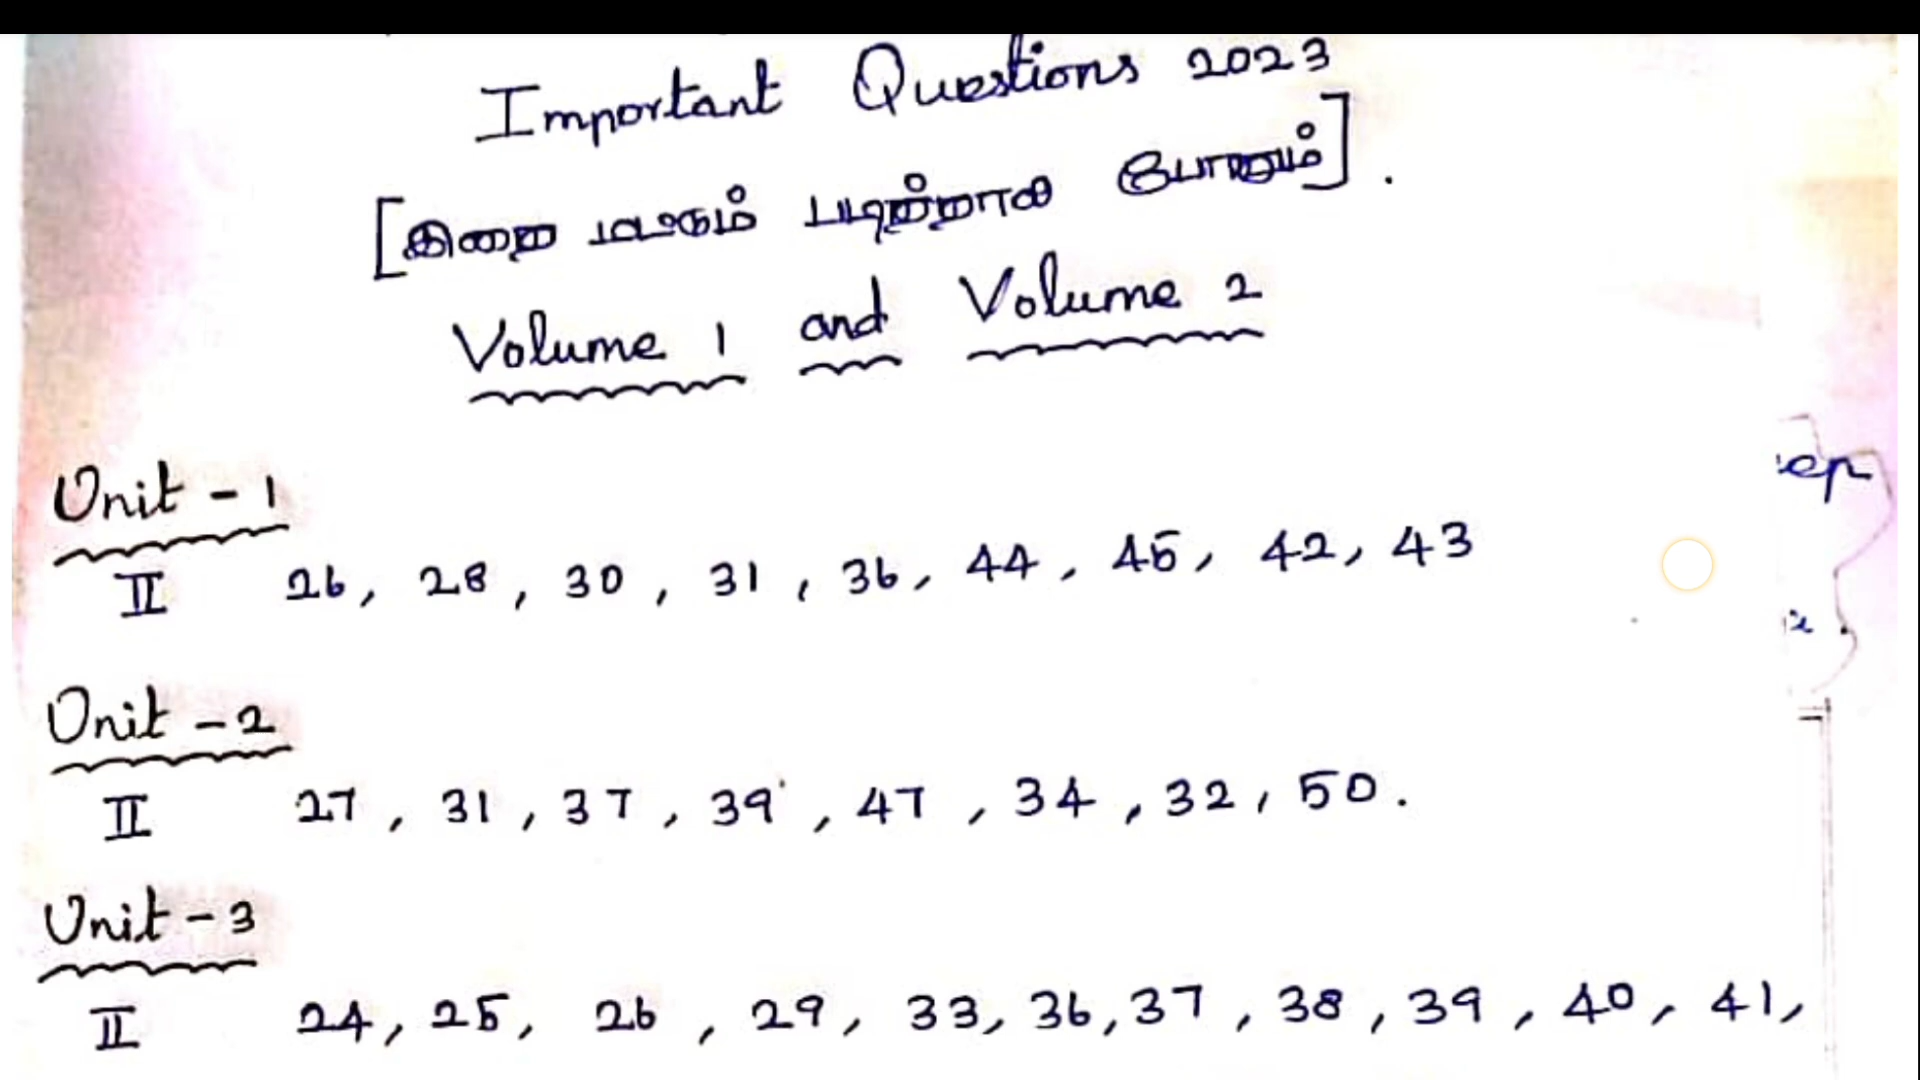 Important Questions 2023
[இதை மட்டும் படித்தால் போதும்].
Volume 1 and Volume 2
Unit - 1
II 26, 28, 30, 31, 36, 44, 45, 42, 43
Unit - 2
II 27, 31, 37, 39, 47, 34, 32, 50.
Unit - 3
II 24, 25, 26, 29, 33, 36, 37, 38, 39, 40, 41,